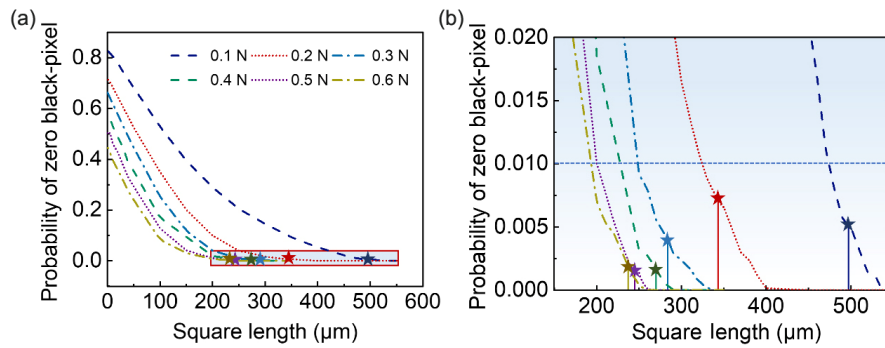 (a)
Probability of zero black-pixel
0.8
0.6
0.4
0.2
0.0
0.1 N 0.2 N 0.3 N
0.4 N 0.5 N 0.6 N
0 100 200 300 400 500 600
Square length (μm)
(b)
Probability of zero black-pixel
0.020
0.015
0.010
0.005
0.000
200 300 400 500
Square length (μm)